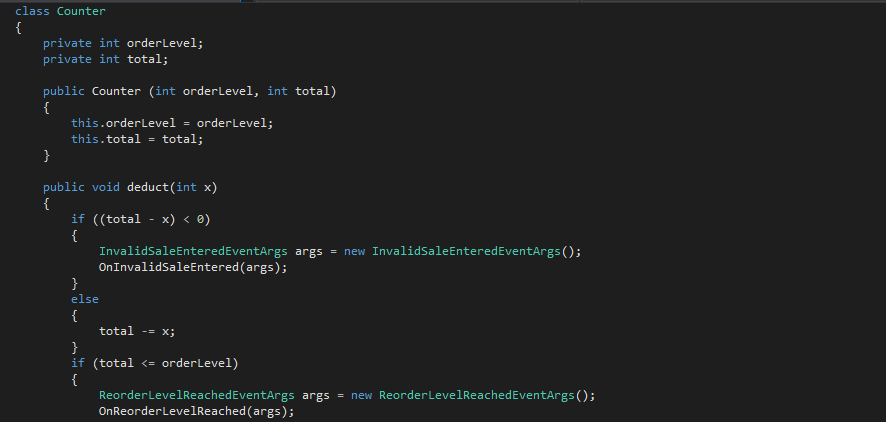 class Counter
{
    private int orderLevel;
    private int total;

    public Counter (int orderLevel, int total)
    {
        this.orderLevel = orderLevel;
        this.total = total;
    }

    public void deduct(int x)
    {
        if ((total - x) < 0)
        {
            InvalidSaleEnteredEventArgs args = new InvalidSaleEnteredEventArgs();
            OnInvalidSaleEntered(args);
        }
        else
        {
            total -= x;
        }
        if (total <= orderLevel)
        {
            ReorderLevelReachedEventArgs args = new ReorderLevelReachedEventArgs();
            OnReorderLevelReached(args);